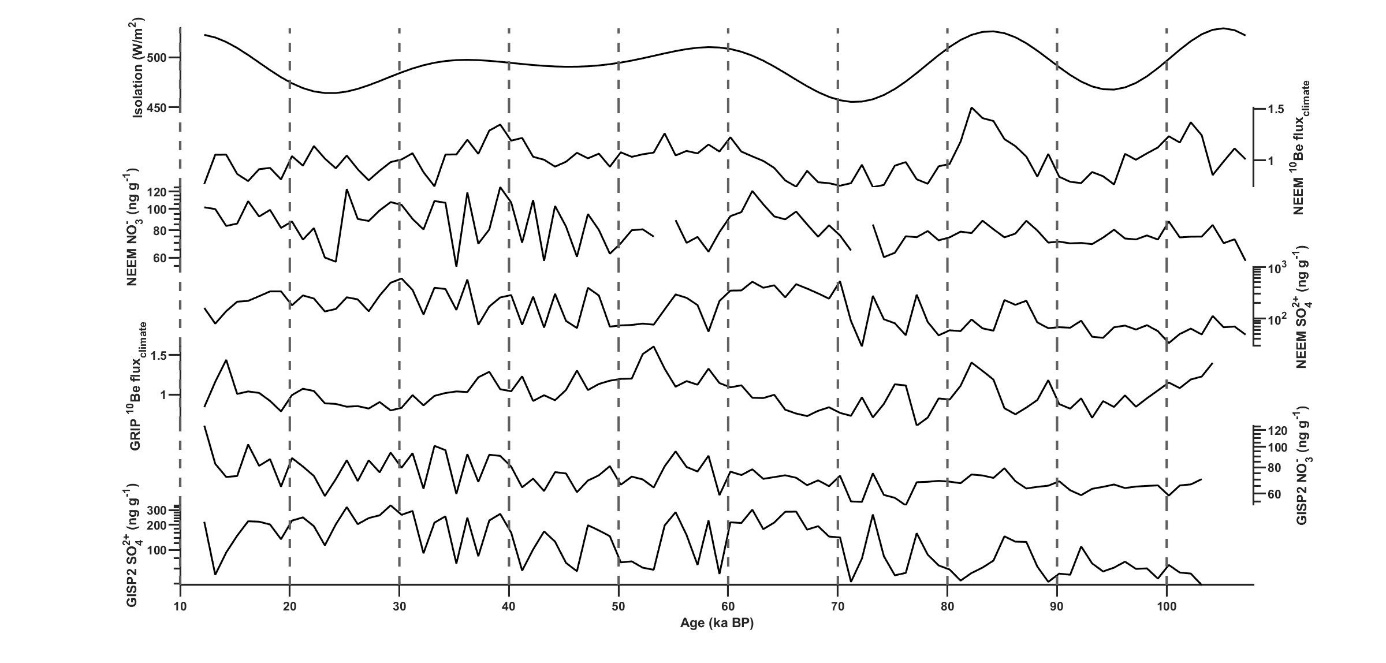 Isolation (W/m²)
500
450
NEEM ¹⁰Be flux_climate
1.5
1
NEEM NO₃⁻ (ng g⁻¹)
120
100
80
60
NEEM SO₄²⁺ (ng g⁻¹)
10³
10²
GRIP ¹⁰Be flux_climate
1.5
1
GISP2 NO₃⁻ (ng g⁻¹)
120
100
80
60
GISP2 SO₄²⁺ (ng g⁻¹)
300
200
100
10 20 30 40 50 60 70 80 90 100
Age (ka BP)